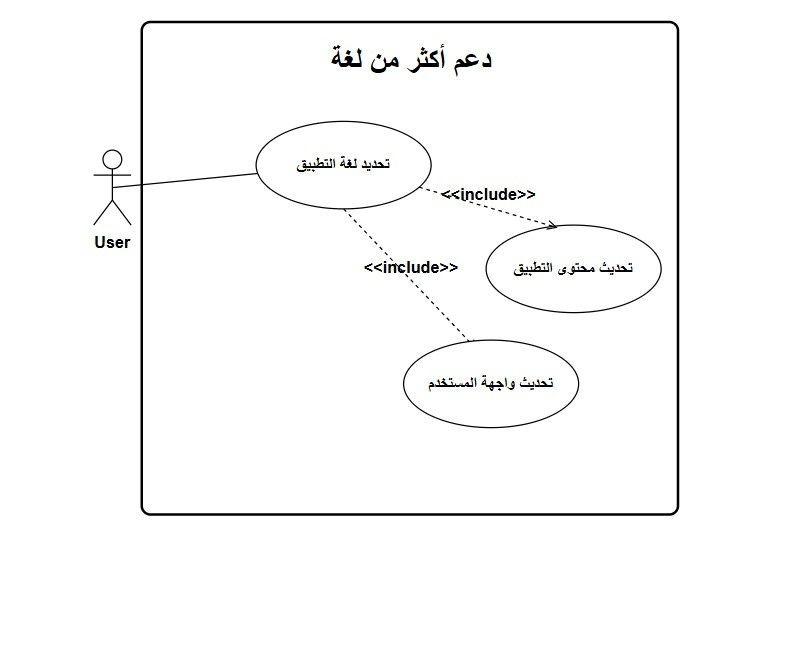 دعم أكثر من لغة
تحديد لغة التطبيق
<<include>>
User
<<include>>
تحديث محتوى التطبيق
تحديث واجهة المستخدم